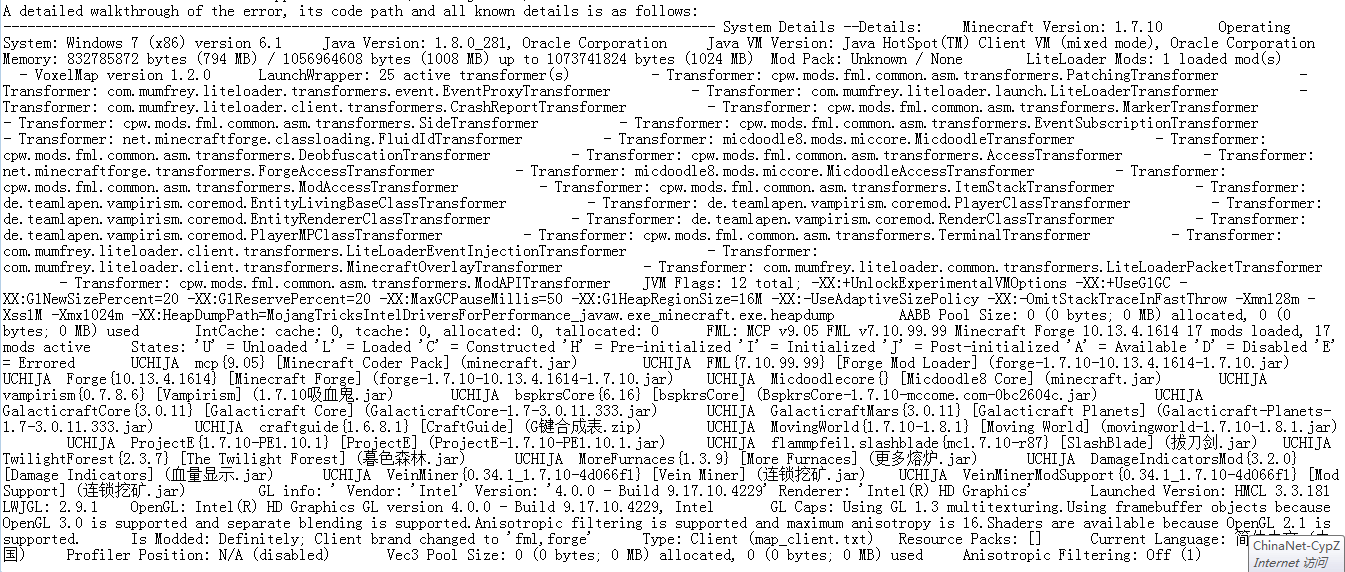 A detailed walkthrough of the error, its code path and all known details is as follows:
--------------------------------------------------------------------------------------- System Details --Details: Minecraft Version: 1.7.10 Operating
System: Windows 7 (x86) version 6.1 Java Version: 1.8.0_281, Oracle Corporation Java VM Version: Java HotSpot(TM) Client VM (mixed mode), Oracle Corporation
Memory: 832785872 bytes (794 MB) / 1056964608 bytes (1008 MB) up to 1073741824 bytes (1024 MB) Mod Pack: Unknown / None LiteLoader Mods: 1 loaded mod(s)
- VoxelMap version 1.2.0 LaunchWrapper: 25 active transformer(s) - Transformer: cpw.mods.fml.common.asm.transformers.PatchingTransformer -
Transformer: com.mumfrey.liteloader.transformers.event.EventProxyTransformer - Transformer: com.mumfrey.liteloader.launch.LiteLoaderTransformer -
Transformer: com.mumfrey.liteloader.client.transformers.CrashReportTransformer - Transformer: cpw.mods.fml.common.asm.transformers.MarkerTransformer
- Transformer: cpw.mods.fml.common.asm.transformers.SideTransformer - Transformer: cpw.mods.fml.common.asm.transformers.EventSubscriptionTransformer
- Transformer: net.minecraftforge.classloading.FluidIdTransformer - Transformer: micdoodle8.mods.miccore.MicdoodleTransformer - Transformer:
cpw.mods.fml.common.asm.transformers.DeobfuscationTransformer - Transformer: cpw.mods.fml.common.asm.transformers.AccessTransformer - Transformer:
net.minecraftforge.transformers.ForgeAccessTransformer - Transformer: micdoodle8.mods.miccore.MicdoodleAccessTransformer - Transformer:
cpw.mods.fml.common.asm.transformers.ModAccessTransformer - Transformer: cpw.mods.fml.common.asm.transformers.ItemStackTransformer - Transformer:
de.teamlapen.vampirism.coremod.EntityLivingBaseClassTransformer - Transformer: de.teamlapen.vampirism.coremod.PlayerClassTransformer - Transformer:
de.teamlapen.vampirism.coremod.EntityRendererClassTransformer - Transformer: de.teamlapen.vampirism.coremod.RenderClassTransformer - Transformer:
de.teamlapen.vampirism.coremod.PlayerMPClassTransformer - Transformer: cpw.mods.fml.common.asm.transformers.TerminalTransformer - Transformer:
com.mumfrey.liteloader.client.transformers.LiteLoaderEventInjectionTransformer - Transformer:
com.mumfrey.liteloader.client.transformers.MinecraftOverlayTransformer - Transformer: com.mumfrey.liteloader.common.transformers.LiteLoaderPacketTransformer
- Transformer: cpw.mods.fml.common.asm.transformers.ModAPITransformer JVM Flags: 12 total; -XX:+UnlockExperimentalVMOptions -XX:+UseG1GC -
XX:G1NewSizePercent=20 -XX:G1ReservePercent=20 -XX:MaxGCPauseMillis=50 -XX:G1HeapRegionSize=16M -XX:-UseAdaptiveSizePolicy -XX:-OmitStackTraceInFastThrow -Xmn128m -
Xss1M -Xmx1024m -XX:HeapDumpPath=MojangTricksIntelDriversForPerformance_javaw.exe_minecraft.exe.heapdump AABB Pool Size: 0 (0 bytes; 0 MB) allocated, 0 (0
bytes; 0 MB) used IntCache: cache: 0, tcache: 0, allocated: 0, tallocated: 0 FML: MCP v9.05 FML v7.10.99.99 Minecraft Forge 10.13.4.1614 17 mods loaded, 17
mods active States: 'U' = Unloaded 'L' = Loaded 'C' = Constructed 'H' = Pre-initialized 'I' = Initialized 'J' = Post-initialized 'A' = Available 'D' = Disabled 'E'
= Errored UCHIJA mcp{9.05} [Minecraft Coder Pack] (minecraft.jar) UCHIJA FML{7.10.99.99} [Forge Mod Loader] (forge-1.7.10-10.13.4.1614-1.7.10.jar)
UCHIJA Forge{10.13.4.1614} [Minecraft Forge] (forge-1.7.10-10.13.4.1614-1.7.10.jar) UCHIJA Micdoodlecore{} [Micdoodle8 Core] (minecraft.jar) UCHIJA
vampirism{0.7.8.6} [Vampirism] (1.7.10吸血鬼.jar) UCHIJA bspkrsCore{6.16} [bspkrsCore] (BspkrsCore-1.7.10-mccome.com-0bc2604c.jar) UCHIJA
GalacticraftCore{3.0.11} [Galacticraft Core] (GalacticraftCore-1.7-3.0.11.333.jar) UCHIJA GalacticraftMars{3.0.11} [Galacticraft Planets] (Galacticraft-Planets-
1.7-3.0.11.333.jar) UCHIJA craftguide{1.6.8.1} [CraftGuide] (G键合成表.zip) UCHIJA MovingWorld{1.7.10-1.8.1} [Moving World] (movingworld-1.7.10-1.8.1.jar)
UCHIJA ProjectE{1.7.10-PE1.10.1} [ProjectE] (ProjectE-1.7.10-PE1.10.1.jar) UCHIJA flammpfeil.slashblade{mc1.7.10-r87} [SlashBlade] (拔刀剑.jar) UCHIJA
TwilightForest{2.3.7} [The Twilight Forest] (暮色森林.jar) UCHIJA MoreFurnaces{1.3.9} [More Furnaces] (更多熔炉.jar) UCHIJA DamageIndicatorsMod{3.2.0}
[Damage Indicators] (血量显示.jar) UCHIJA VeinMiner{0.34.1_1.7.10-4d066f1} [Vein Miner] (连锁挖矿.jar) UCHIJA VeinMinerModSupport{0.34.1_1.7.10-4d066f1} [Mod
Support] (连锁挖矿.jar) GL info: ' Vendor: 'Intel' Version: '4.0.0 - Build 9.17.10.4229' Renderer: 'Intel(R) HD Graphics' Launched Version: HMCL 3.3.181
LWJGL: 2.9.1 OpenGL: Intel(R) HD Graphics GL version 4.0.0 - Build 9.17.10.4229, Intel GL Caps: Using GL 1.3 multitexturing.Using framebuffer objects because
OpenGL 3.0 is supported and separate blending is supported.Anisotropic filtering is supported and maximum anisotropy is 16.Shaders are available because OpenGL 2.1 is
supported. Is Modded: Definitely; Client brand changed to 'fml,forge' Type: Client (map_client.txt) Resource Packs: [] Current Language:
国) Profiler Position: N/A (disabled) Vec3 Pool Size: 0 (0 bytes; 0 MB) allocated, 0 (0 bytes; 0 MB) used Anisotropic Filtering: Off (1)
ChinaNet-CypZ
Internet 访问